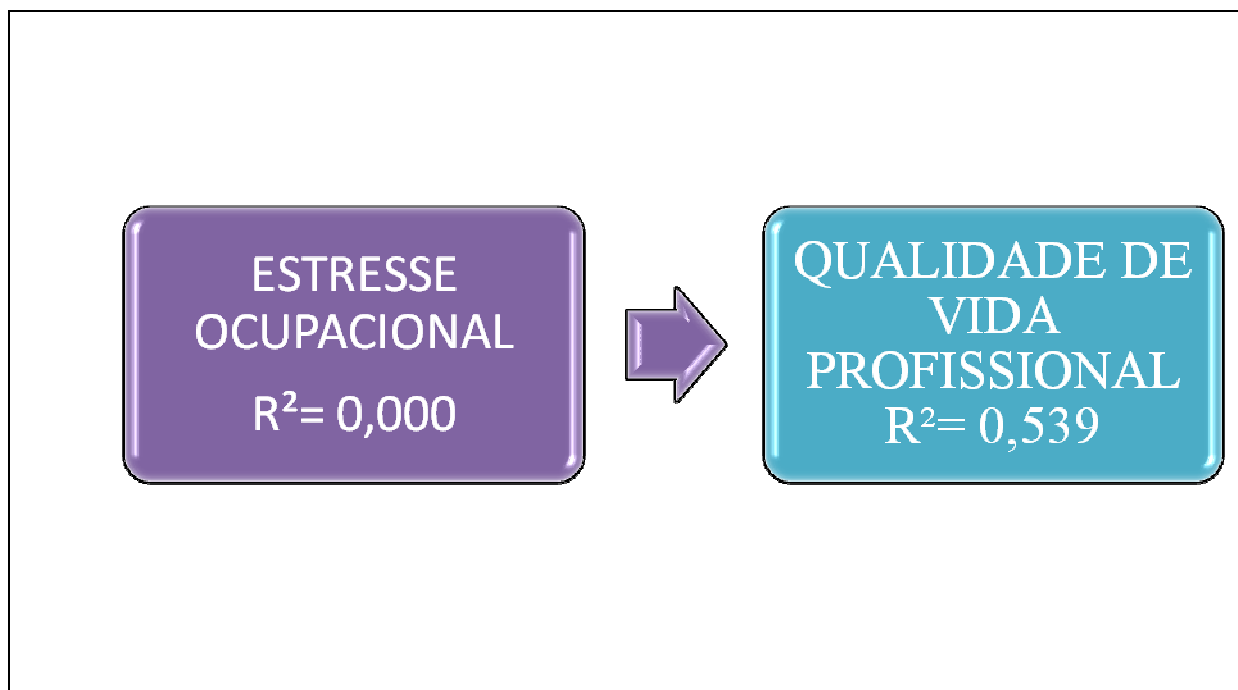 ESTRESSE
OCUPACIONAL
R²= 0,000
QUALIDADE DE
VIDA
PROFISSIONAL
R²= 0,539